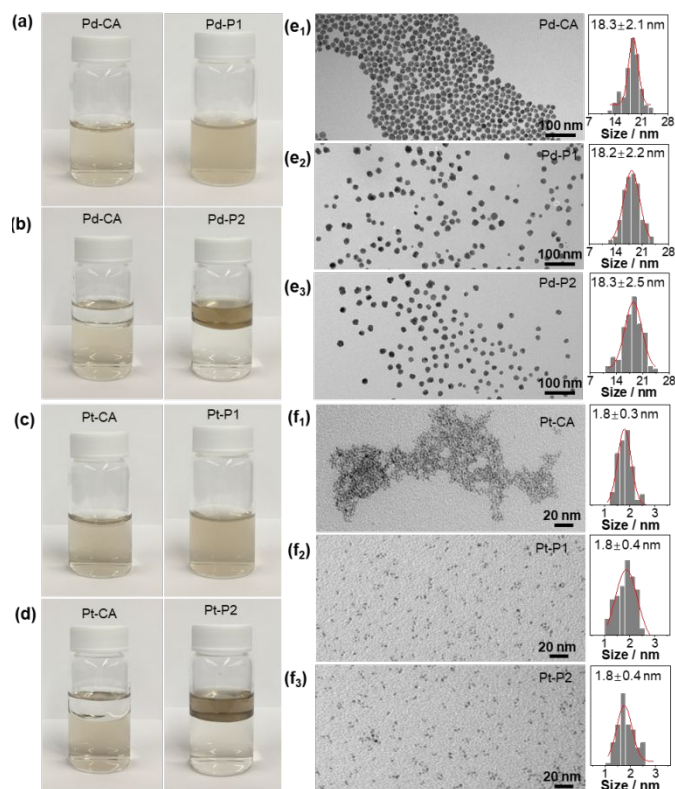 (a)
Pd-CA
Pd-P1
(b)
Pd-CA
Pd-P2
(c)
Pt-CA
Pt-P1
(d)
Pt-CA
Pt-P2
(e1)
Pd-CA
100 nm
18.3±2.1 nm
7 14 21 28
Size / nm
(e2)
Pd-P1
100 nm
18.2±2.2 nm
7 14 21 28
Size / nm
(e3)
Pd-P2
100 nm
18.3±2.5 nm
7 14 21 28
Size / nm
(f1)
Pt-CA
20 nm
1.8±0.3 nm
1 2 3
Size / nm
(f2)
Pt-P1
20 nm
1.8±0.4 nm
1 2 3
Size / nm
(f3)
Pt-P2
20 nm
1.8±0.4 nm
1 2 3
Size / nm